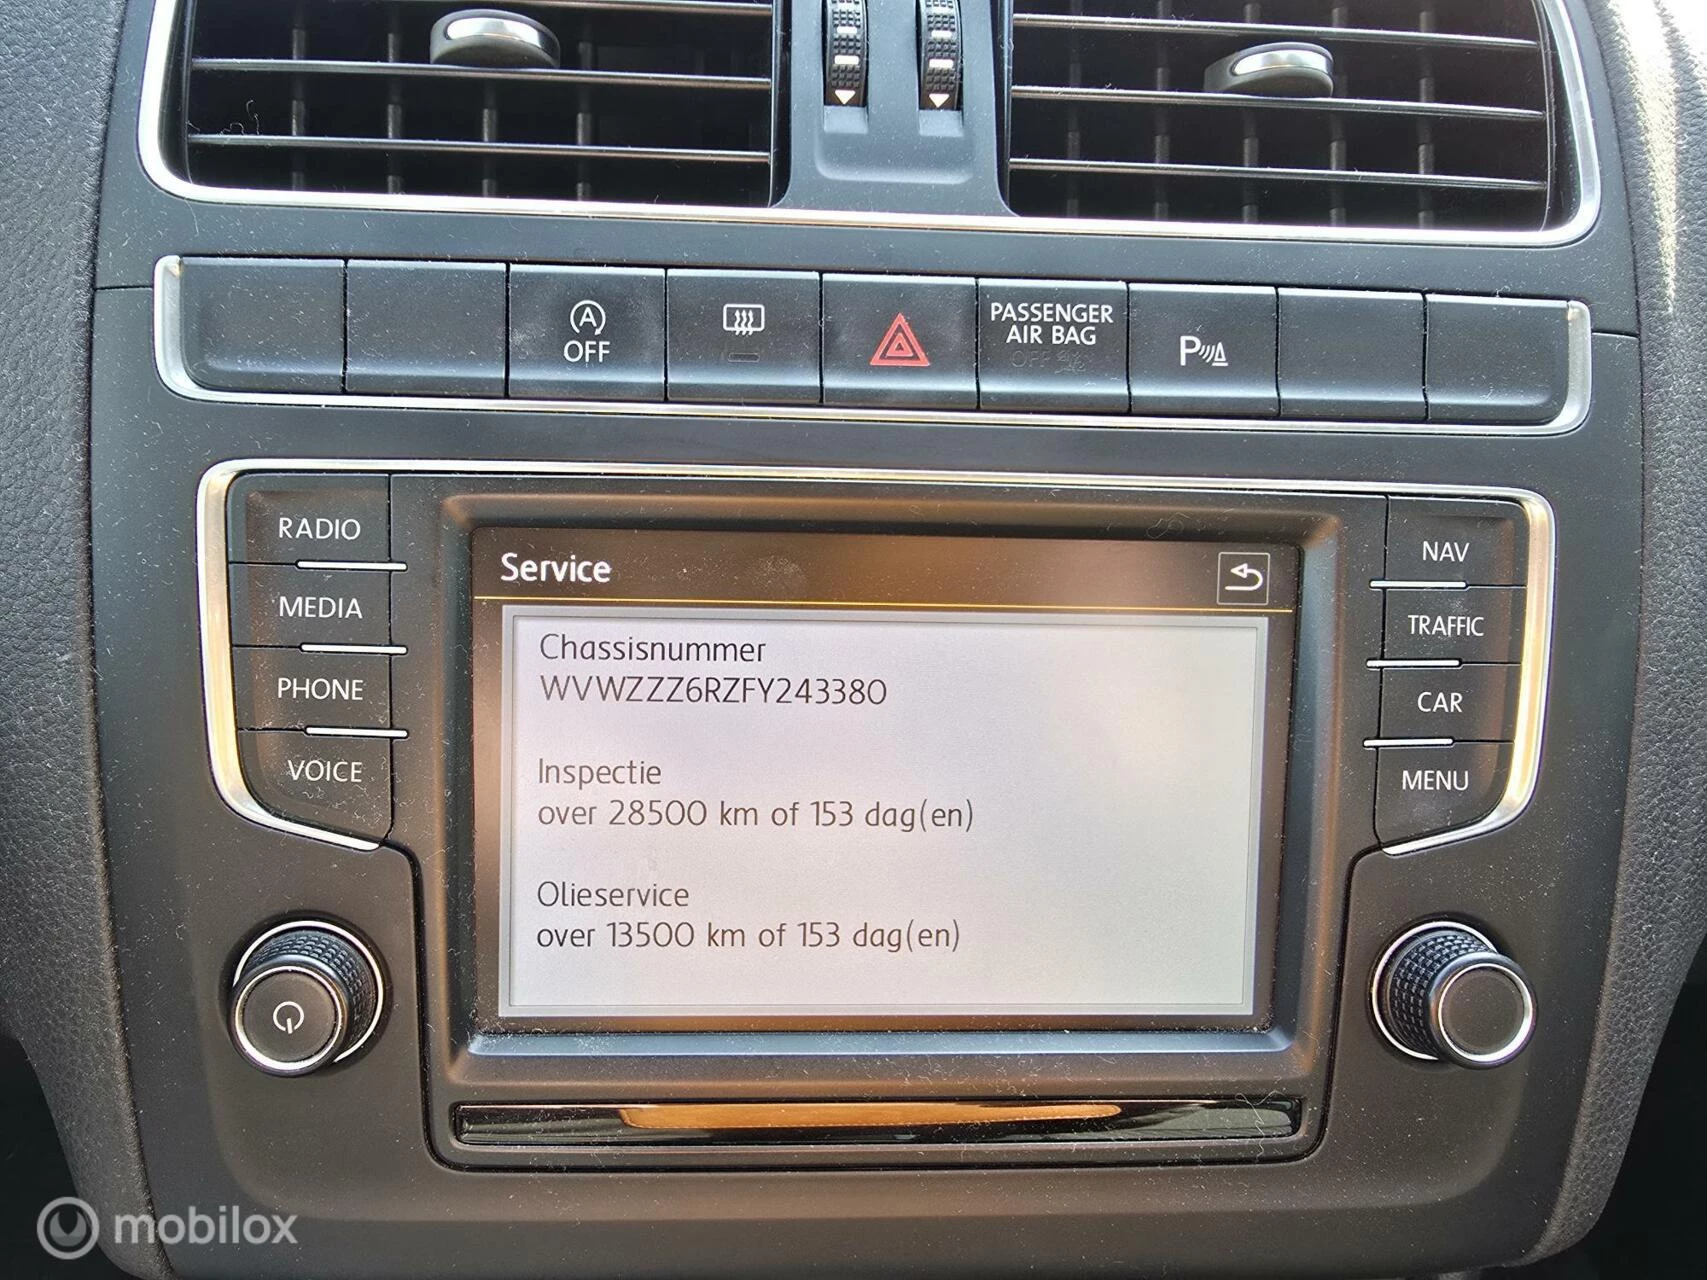 A
OFF
PASSENGER
AIR BAG
OFF
P
RADIO
MEDIA
PHONE
VOICE
Service
Chassisnummer
WVWZZZ6RZFY243380
Inspectie
over 28500 km of 153 dag(en)
Olieservice
over 13500 km of 153 dag(en)
NAV
TRAFFIC
CAR
MENU
mobilox